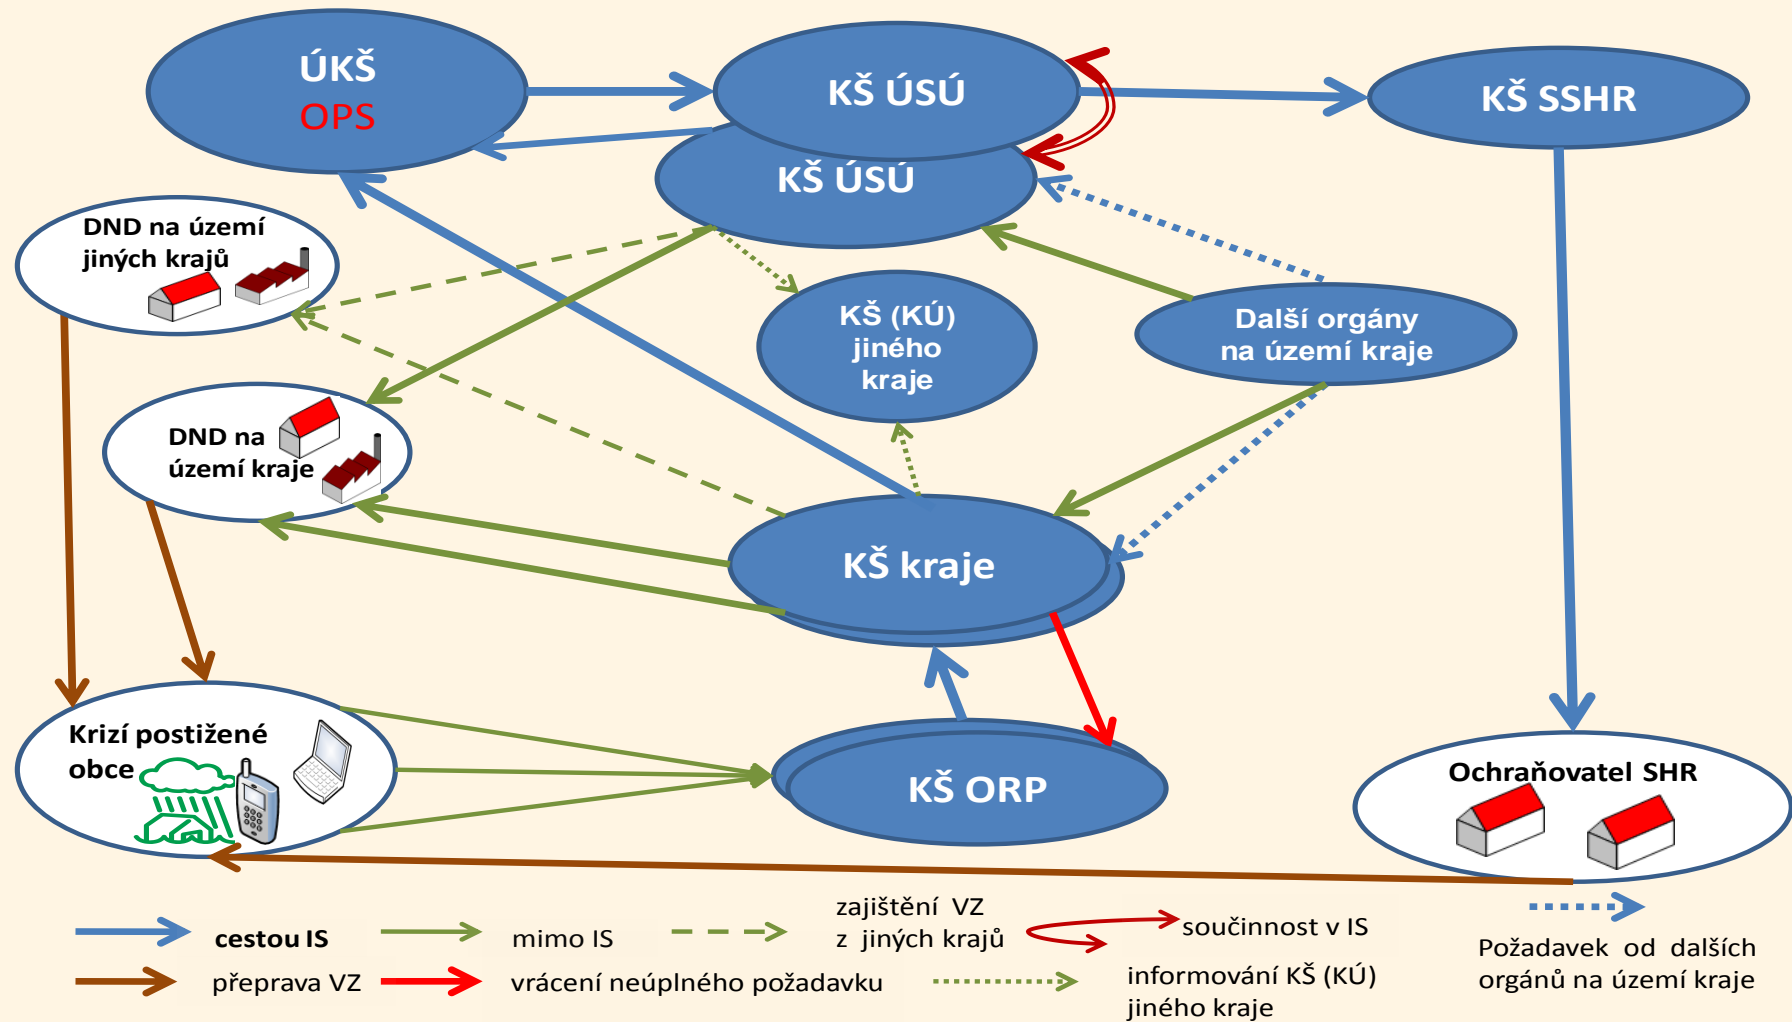 ÚKŠ
OPS
KŠ ÚSÚ
KŠ SSHR
KŠ ÚSÚ
DND na území
jiných krajů
KŠ (KÚ)
jiného
kraje
Další orgány
na území kraje
DND na
území kraje
KŠ kraje
Krizí postižené
obce
KŠ ORP
Ochraňovatel SHR
cestou IS
mimo IS
zajištění VZ
z jiných krajů
součinnost v IS
Požadavek od dalších
orgánů na území kraje
přeprava VZ
vrácení neúplného požadavku
informování KŠ (KÚ)
jiného kraje